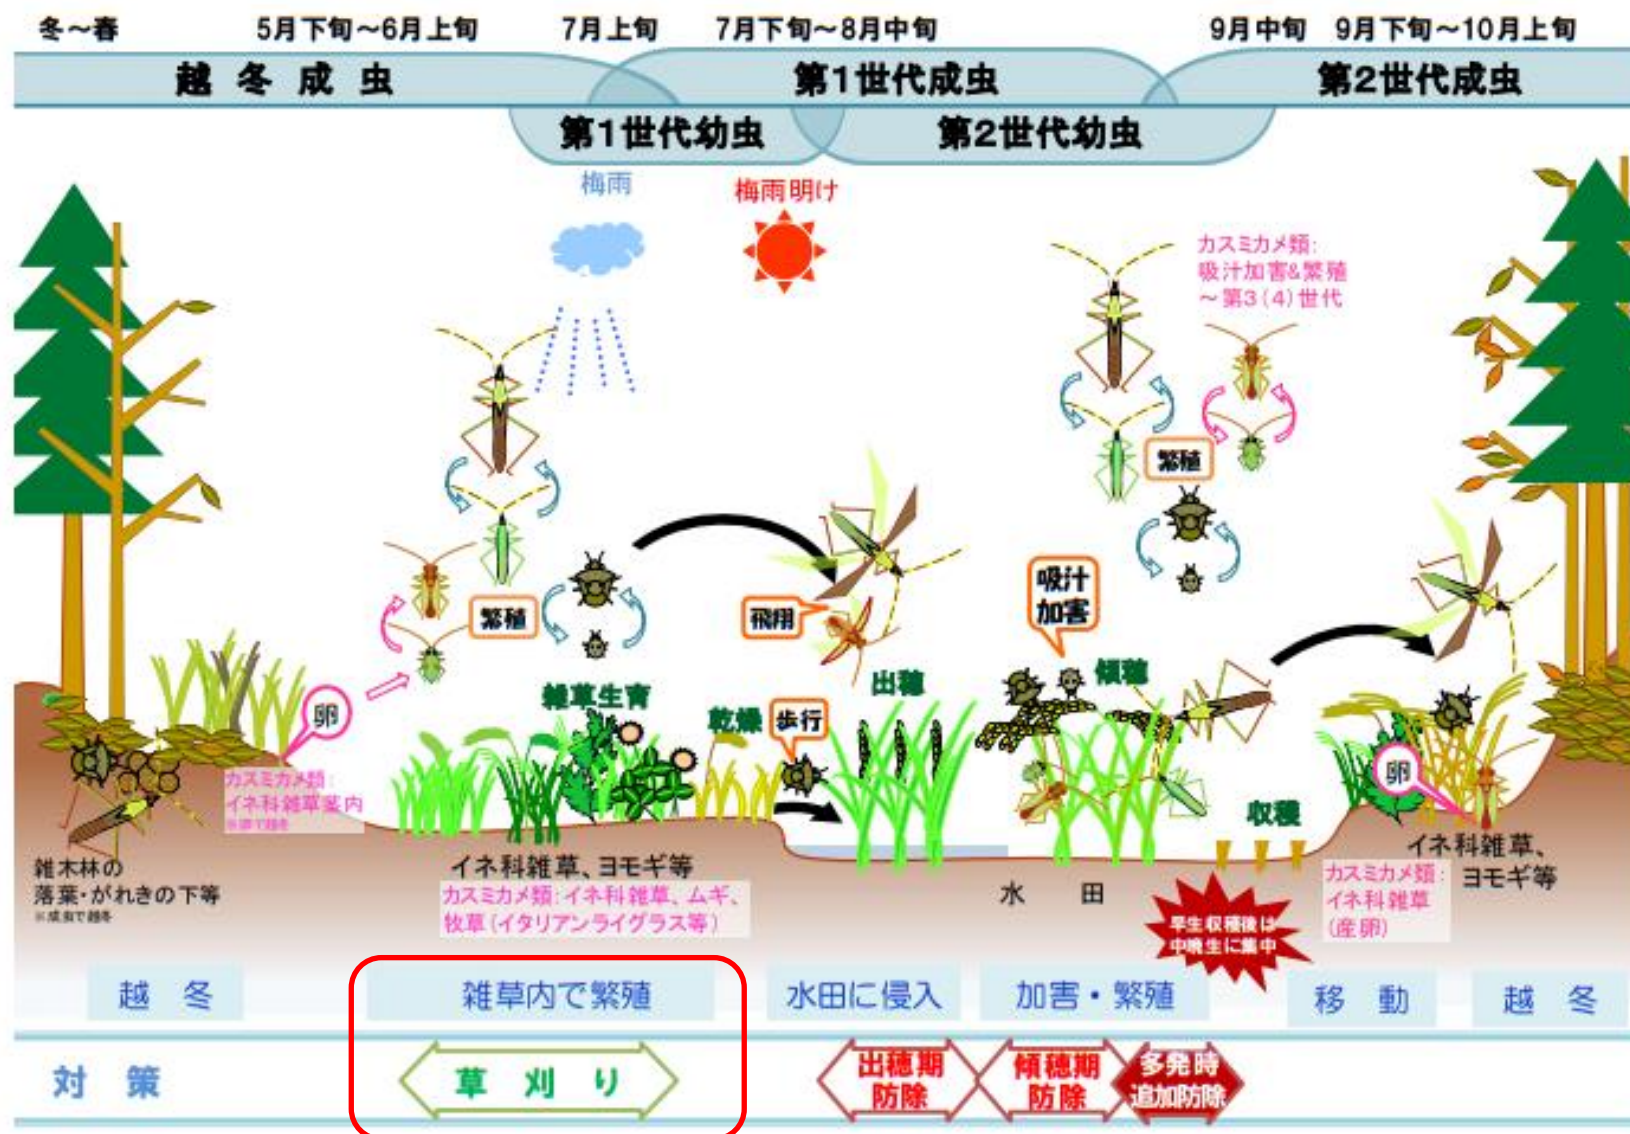 冬～春
5月下旬～6月上旬
7月上旬
7月下旬～8月中旬
9月中旬
9月下旬～10月上旬
越冬成虫
第1世代成虫
第2世代成虫
第1世代幼虫
第2世代幼虫
梅雨
梅雨明け
カスミカメ類：
吸汁加害&繁殖
～第3(4)世代
繁殖
繁殖
飛翔
吸汁
加害
出穂
傾穂
雑草生育
乾燥
歩行
卵
卵
カスミカメ類：
イネ科雑草葉内
※卵で越冬
収穫
雑木林の
落葉・がれきの下等
※成虫で越冬
イネ科雑草、ヨモギ等
カスミカメ類：イネ科雑草、ムギ、
牧草(イタリアンライグラス等)
水田
早生収穫後は
中晩生に集中
イネ科雑草、
ヨモギ等
カスミカメ類：
イネ科雑草
(産卵)
越冬
雑草内で繁殖
水田に侵入
加害・繁殖
移動
越冬
対策
草刈り
出穂期
防除
傾穂期
防除
多発時
追加防除